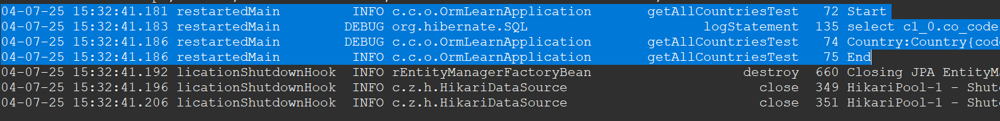 04-07-25 15:32:41.181 restartedMain INFO c.c.o.OrmLearnApplication getAllCountriesTest 72 Start
04-07-25 15:32:41.183 restartedMain DEBUG org.hibernate.SQL logStatement 135 select c1_0.co_code
04-07-25 15:32:41.186 restartedMain DEBUG c.c.o.OrmLearnApplication getAllCountriesTest 74 Country:Country{cod
04-07-25 15:32:41.186 restartedMain INFO c.c.o.OrmLearnApplication getAllCountriesTest 75 End
04-07-25 15:32:41.192 licationShutdownHook INFO rEntityManagerFactoryBean destroy 660 Closing JPA EntityM
04-07-25 15:32:41.196 licationShutdownHook INFO c.z.h.HikariDataSource close 349 HikariPool-1 - Shut
04-07-25 15:32:41.206 licationShutdownHook INFO c.z.h.HikariDataSource close 351 HikariPool-1 - Shut